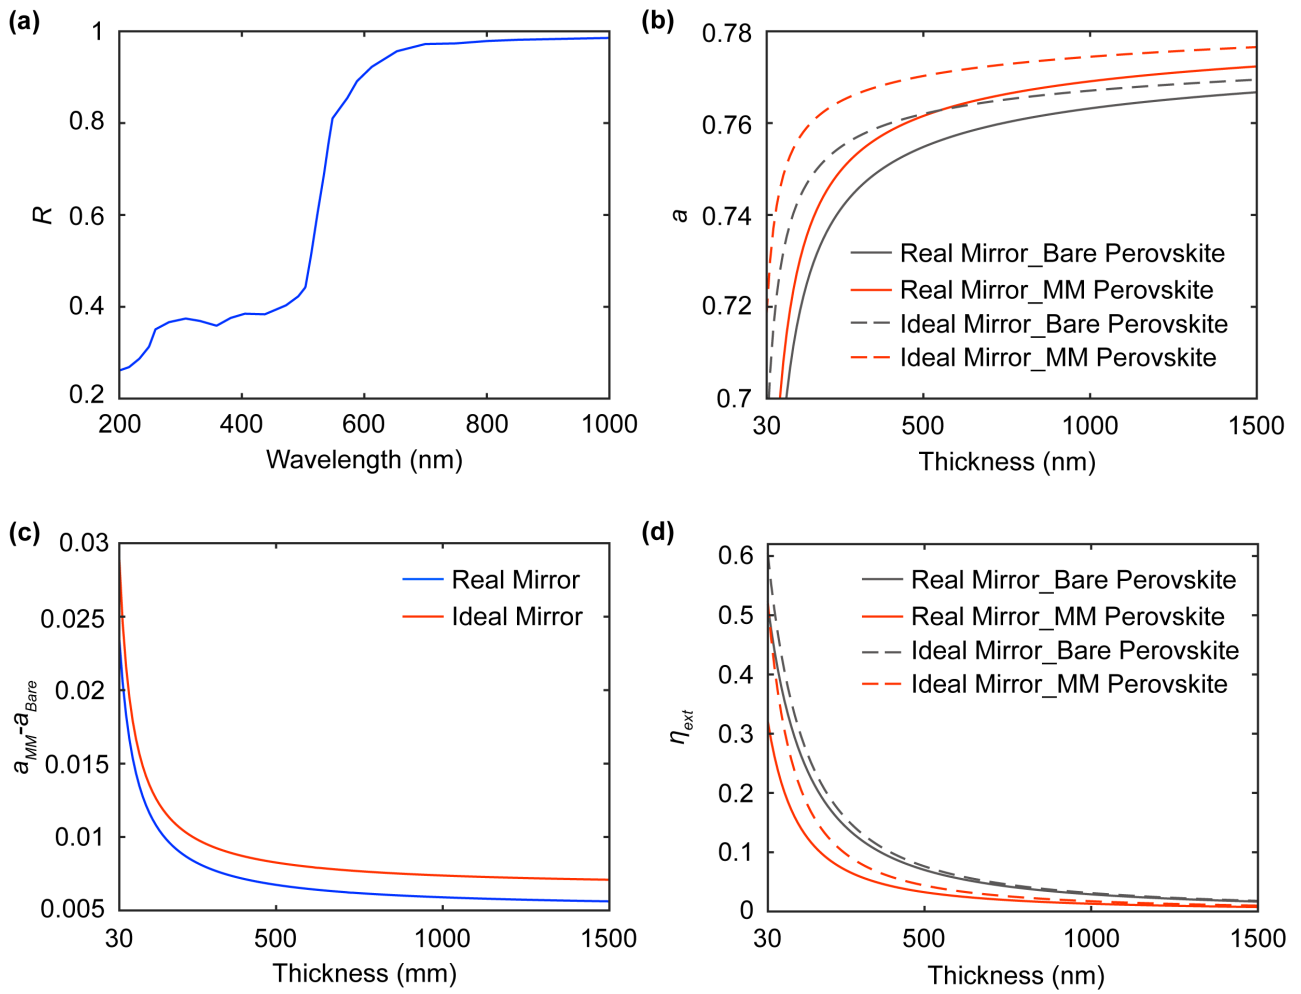 (a)
1
0.8
0.6
0.4
0.2
R
200
400
600
800
1000
Wavelength (nm)
(b)
0.78
0.76
0.74
0.72
0.7
a
Real Mirror_Bare Perovskite
Real Mirror_MM Perovskite
Ideal Mirror_Bare Perovskite
Ideal Mirror_MM Perovskite
30
500
1000
1500
Thickness (nm)
(c)
0.03
0.025
0.02
0.015
0.01
0.005
a_MM-a_Bare
Real Mirror
Ideal Mirror
30
500
1000
1500
Thickness (mm)
(d)
0.6
0.5
0.4
0.3
0.2
0.1
0
η_ext
Real Mirror_Bare Perovskite
Real Mirror_MM Perovskite
Ideal Mirror_Bare Perovskite
Ideal Mirror_MM Perovskite
30
500
1000
1500
Thickness (nm)